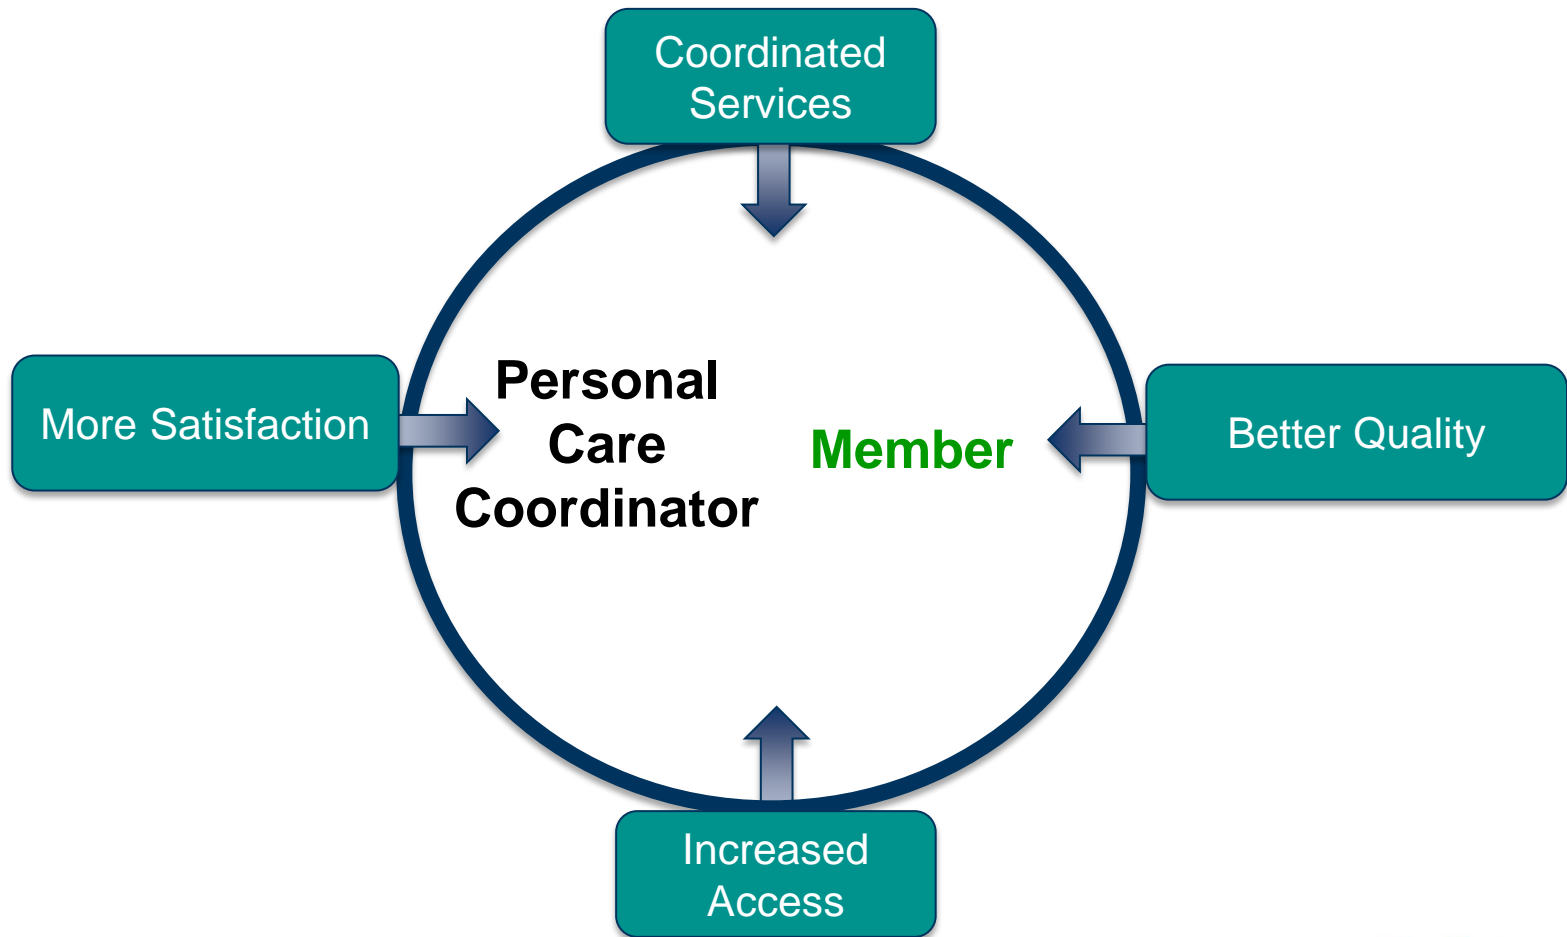 Coordinated
Services
More Satisfaction
Personal
Care
Coordinator
Member
Better Quality
Increased
Access